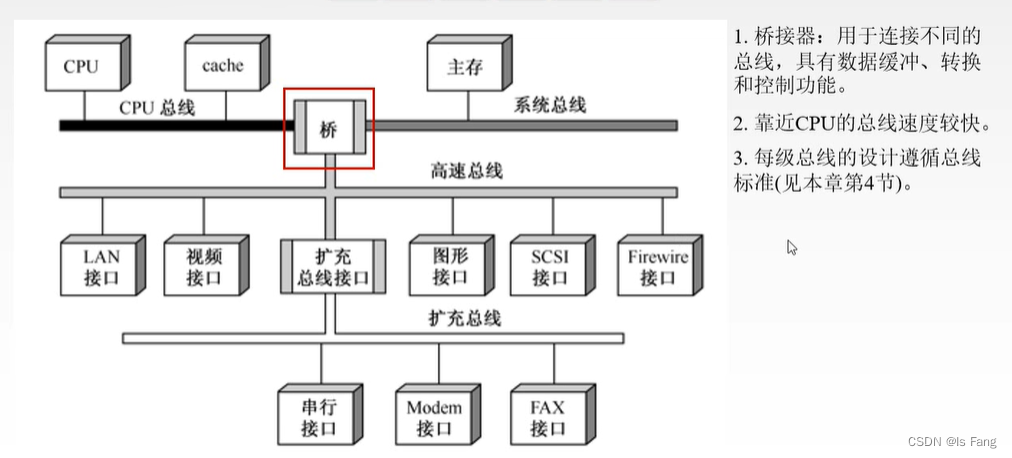 CPU
cache
主存
CPU 总线
桥
系统总线
高速总线
LAN
接口
视频
接口
扩充
总线接口
图形
接口
SCSI
接口
Firewire
接口
扩充总线
串行
接口
Modem
接口
FAX
接口
1. 桥接器：用于连接不同的
总线，具有数据缓冲、转换
和控制功能。
2. 靠近CPU的总线速度较快。
3. 每级总线的设计遵循总线
标准(见本章第4节)。
CSDN @ls Fang